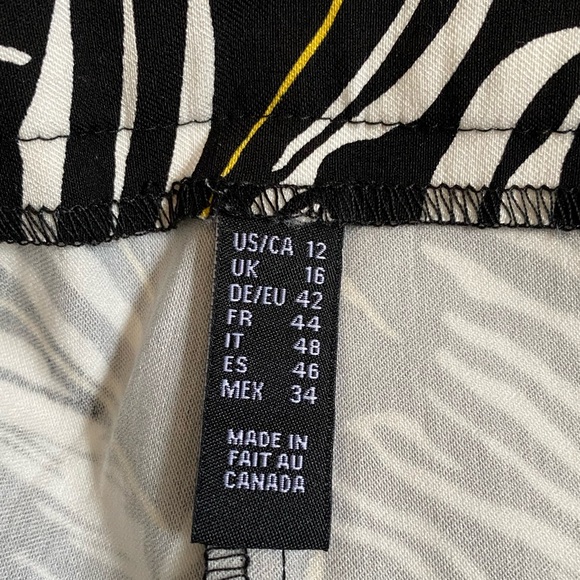 US/CA 12
UK 16
DE/EU 42
FR 44
IT 48
ES 46
MEX 34
MADE IN
FAIT AU
CANADA